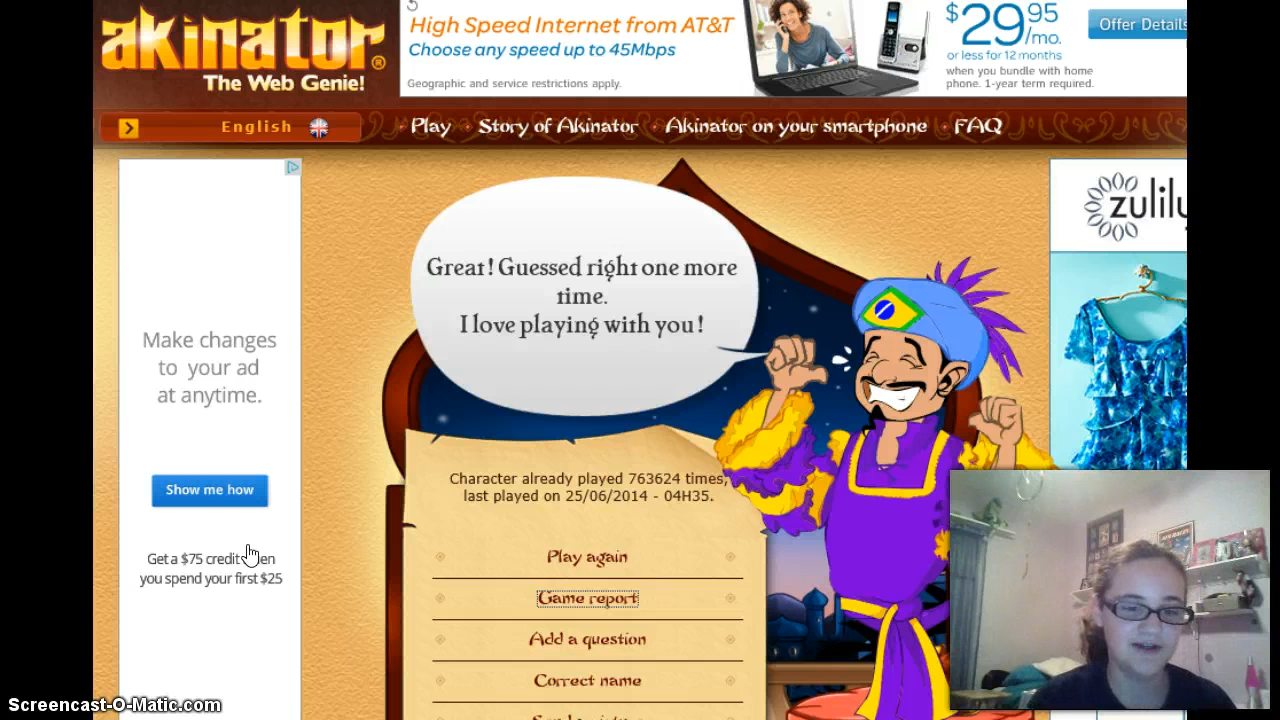 akinator®
The Web Genie!
High Speed Internet from AT&T
Choose any speed up to 45Mbps
Geographic and service restrictions apply.
$29.95
/mo.
or less for 12 months
when you bundle with home
phone. 1-year term required.
Offer Details
English
Play
Story of Akinator
Akinator on your smartphone
FAQ
Make changes
to your ad
at anytime.
Show me how
Get a $75 credit
you spend your first $25
zulily
Great! Guessed right one more
time.
I love playing with you!
Character already played 763624 times,
last played on 25/06/2014 - 04H35.
Play again
Game report
Add a question
Correct name
Screencast-O-Matic.com